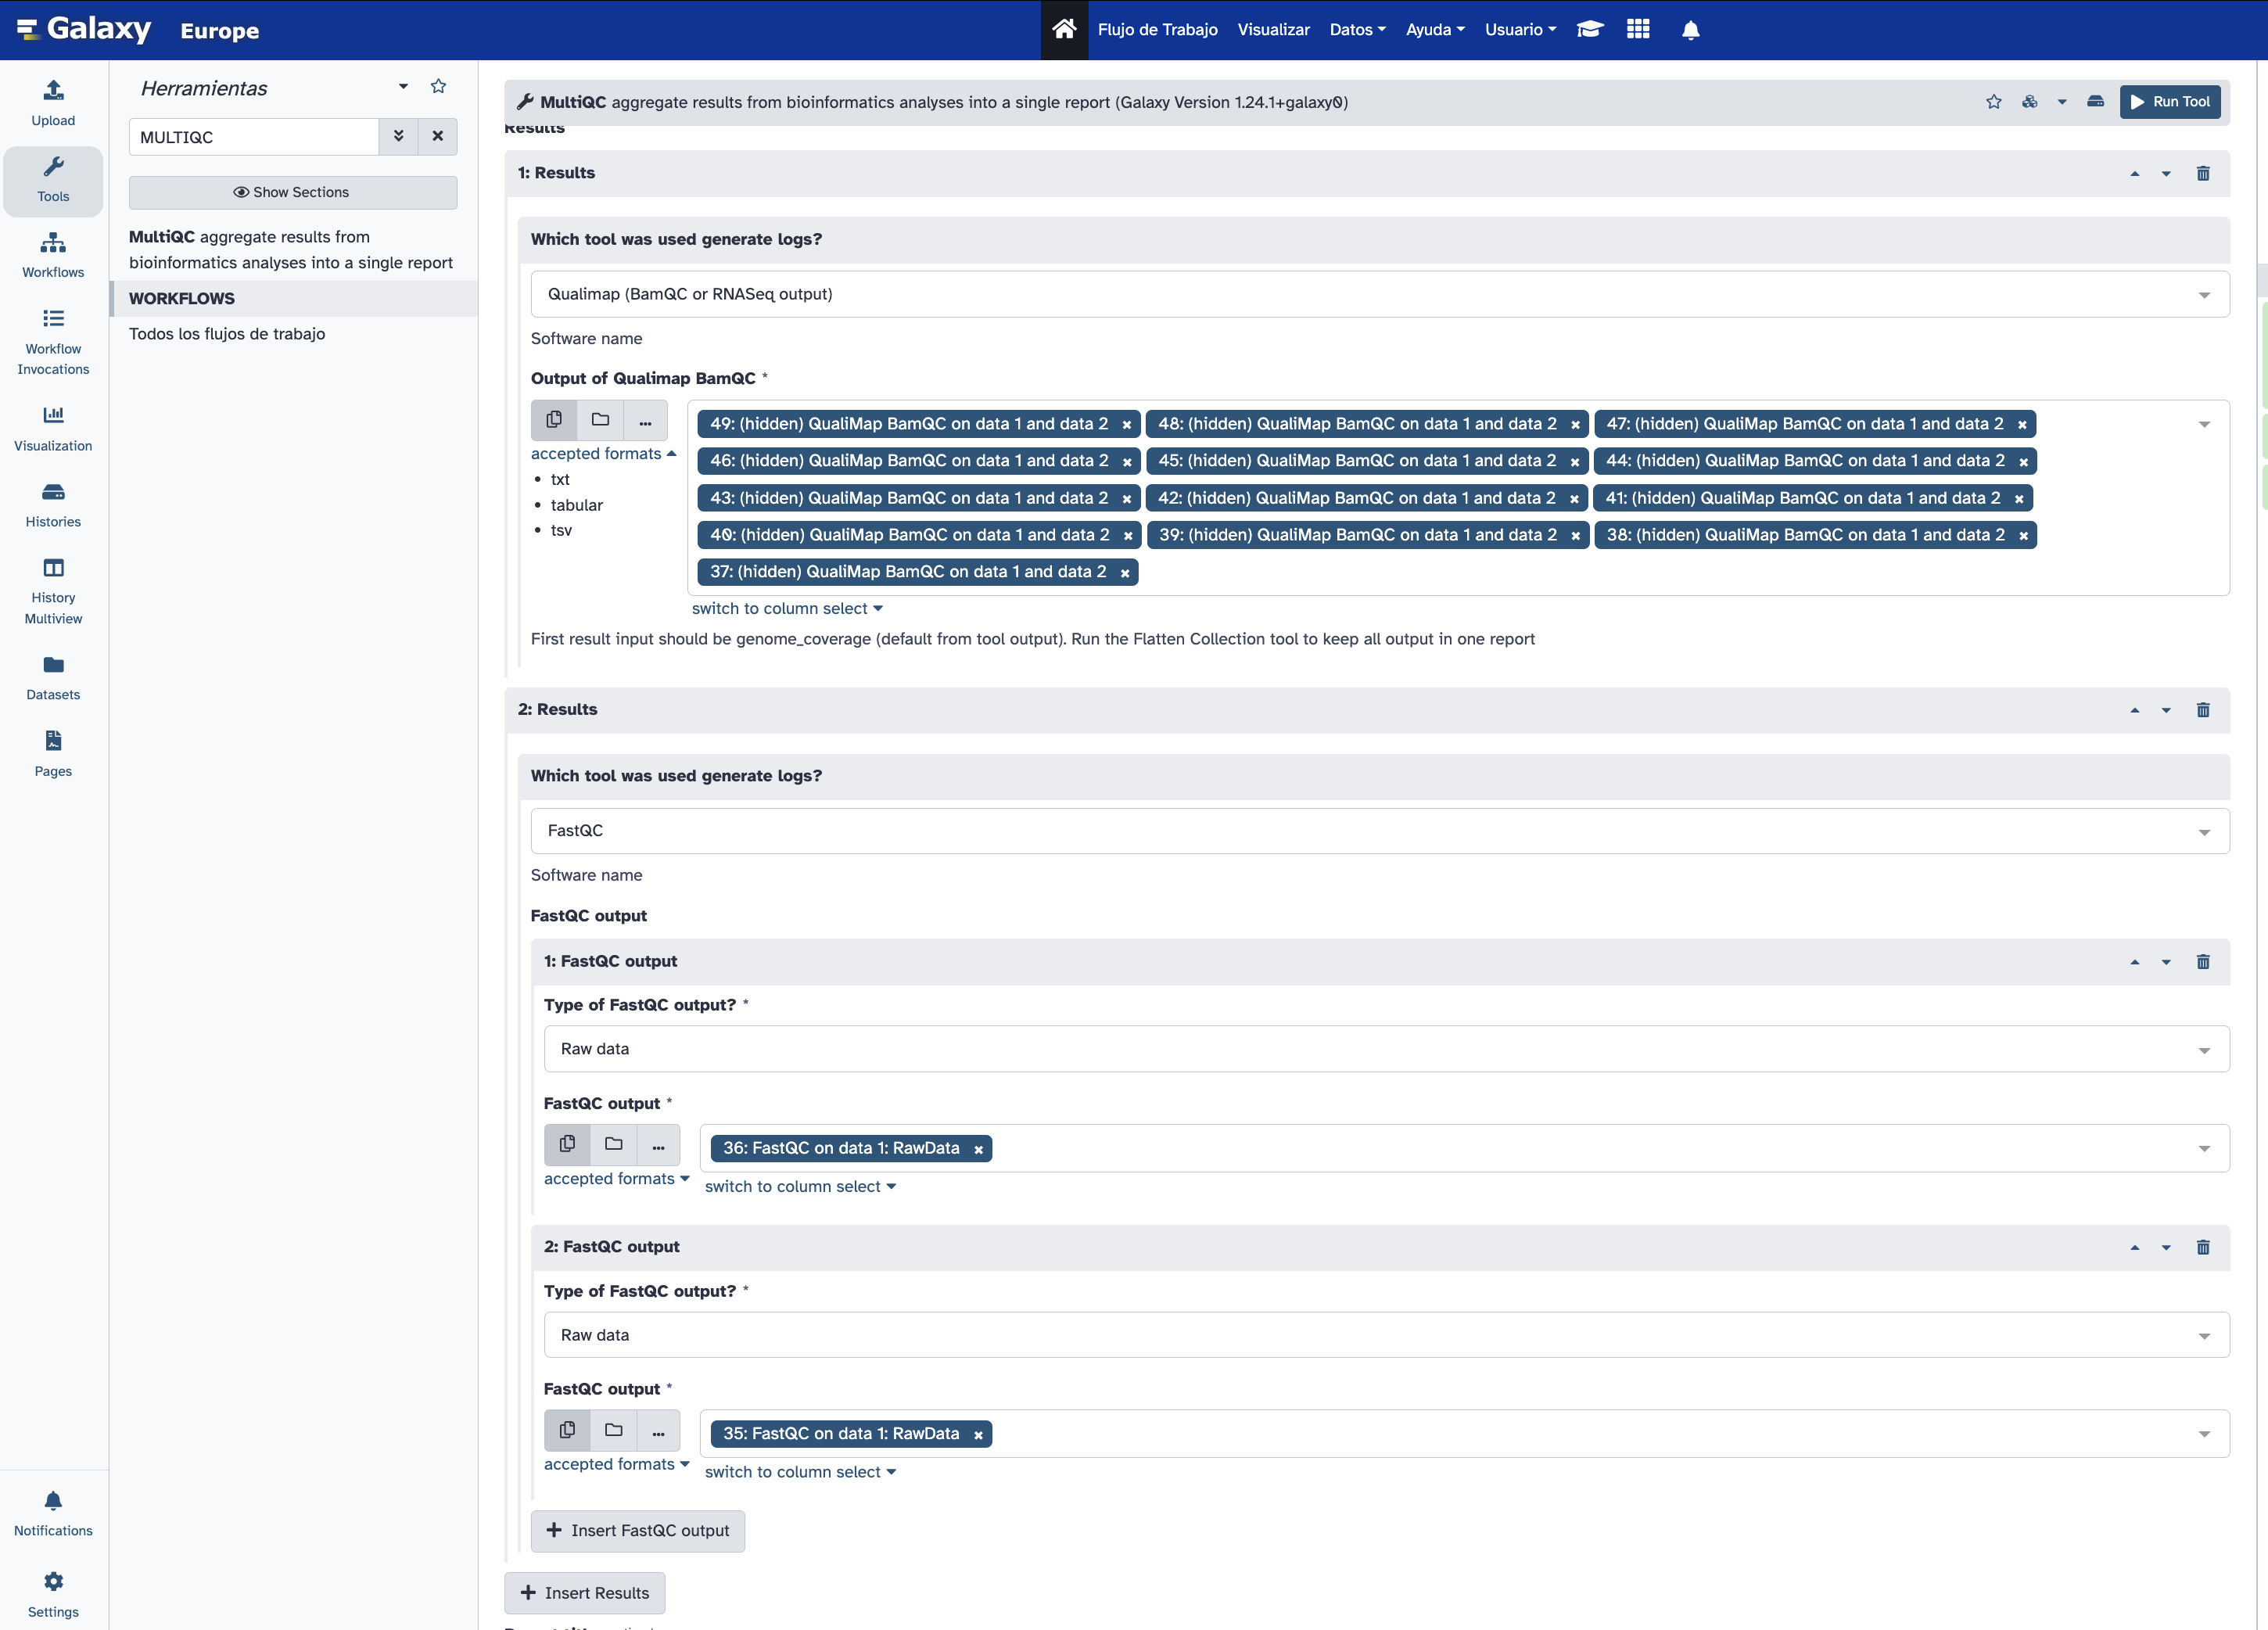 Galaxy Europe
Flujo de Trabajo Visualizar Datos Ayuda Usuario
Upload
Tools
Workflows
Workflow
Invocations
Visualization
Histories
History
Multiview
Datasets
Pages
Notifications
Settings
Herramientas
MULTIQC
Show Sections
MultiQC aggregate results from
bioinformatics analyses into a single report
WORKFLOWS
Todos los flujos de trabajo
MultiQC aggregate results from bioinformatics analyses into a single report (Galaxy Version 1.24.1+galaxy0)
Run Tool
Results
1: Results
Which tool was used generate logs?
Qualimap (BamQC or RNASeq output)
Software name
Output of Qualimap BamQC *
...
accepted formats
• txt
• tabular
• tsv
49: (hidden) QualiMap BamQC on data 1 and data 2 × 48: (hidden) QualiMap BamQC on data 1 and data 2 × 47: (hidden) QualiMap BamQC on data 1 and data 2 ×
46: (hidden) QualiMap BamQC on data 1 and data 2 × 45: (hidden) QualiMap BamQC on data 1 and data 2 × 44: (hidden) QualiMap BamQC on data 1 and data 2 ×
43: (hidden) QualiMap BamQC on data 1 and data 2 × 42: (hidden) QualiMap BamQC on data 1 and data 2 × 41: (hidden) QualiMap BamQC on data 1 and data 2 ×
40: (hidden) QualiMap BamQC on data 1 and data 2 × 39: (hidden) QualiMap BamQC on data 1 and data 2 × 38: (hidden) QualiMap BamQC on data 1 and data 2 ×
37: (hidden) QualiMap BamQC on data 1 and data 2 ×
switch to column select
First result input should be genome_coverage (default from tool output). Run the Flatten Collection tool to keep all output in one report
2: Results
Which tool was used generate logs?
FastQC
Software name
FastQC output
1: FastQC output
Type of FastQC output? *
Raw data
FastQC output *
...
36: FastQC on data 1: RawData ×
accepted formats
switch to column select
2: FastQC output
Type of FastQC output? *
Raw data
FastQC output *
...
35: FastQC on data 1: RawData ×
accepted formats
switch to column select
+ Insert FastQC output
+ Insert Results